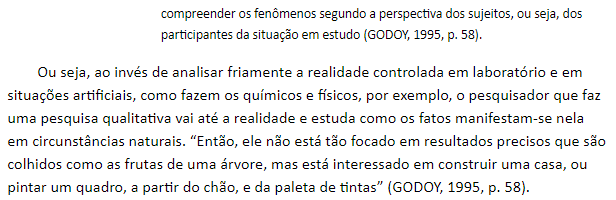 compreender os fenômenos segundo a perspectiva dos sujeitos, ou seja, dos
participantes da situação em estudo (GODOY, 1995, p. 58).
Ou seja, ao invés de analisar friamente a realidade controlada em laboratório e em
situações artificiais, como fazem os químicos e físicos, por exemplo, o pesquisador que faz
uma pesquisa qualitativa vai até a realidade e estuda como os fatos manifestam-se nela
em circunstâncias naturais. “Então, ele não está tão focado em resultados precisos que são
colhidos como as frutas de uma árvore, mas está interessado em construir uma casa, ou
pintar um quadro, a partir do chão, e da paleta de tintas” (GODOY, 1995, p. 58).